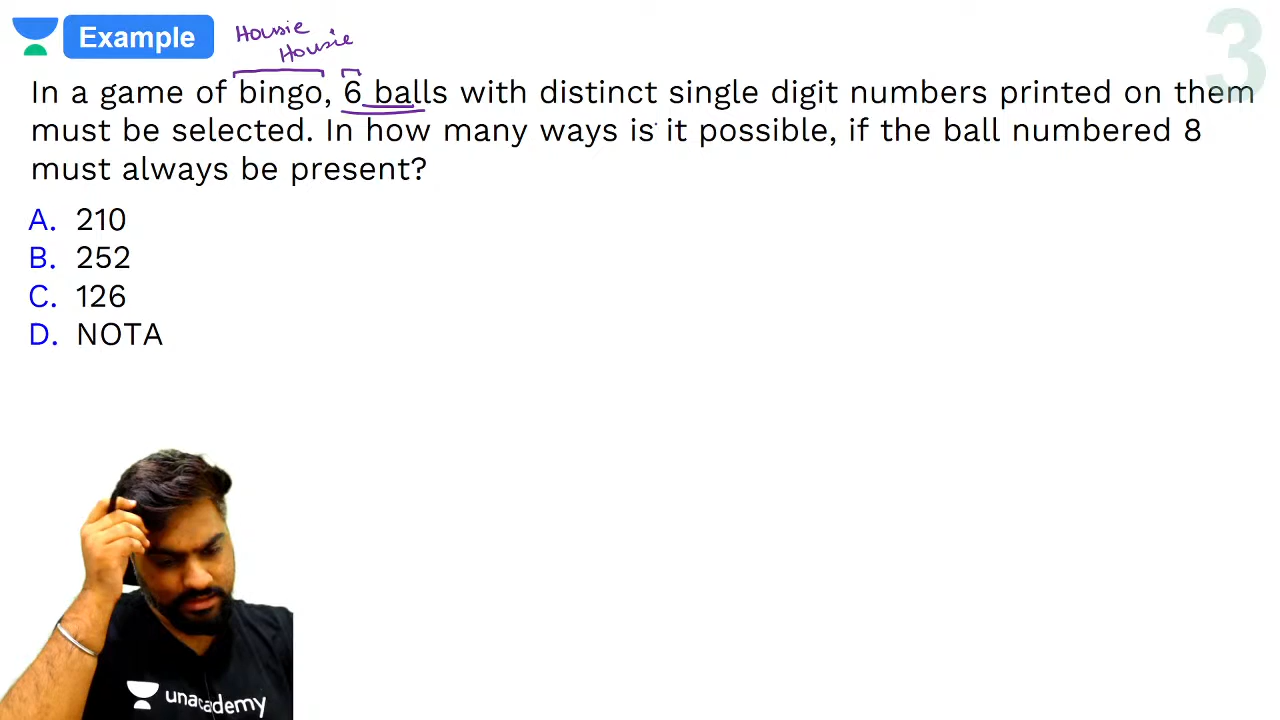 Example
Housie
Housie
3
In a game of bingo, 6 balls with distinct single digit numbers printed on them
must be selected. In how many ways is it possible, if the ball numbered 8
must always be present?
A. 210
B. 252
C. 126
D. NOTA
unacademy